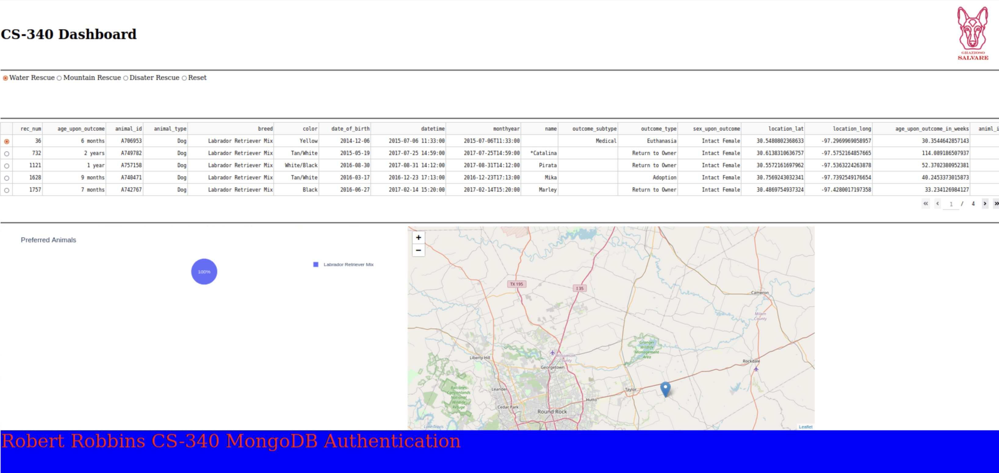 CS-340 Dashboard
GRAZIOSO
SALVARE
Water Rescue Mountain Rescue Disater Rescue Reset
rec_num age_upon_outcome animal_id animal_type breed color date_of_birth datetime monthyear name outcome_subtype outcome_type sex_upon_outcome location_lat location_long age_upon_outcome_in_weeks animl_i
36 6 months A706953 Dog Labrador Retriever Mix Yellow 2014-12-06 2015-07-06 11:33:00 2015-07-06T11:33:00 Medical Euthanasia Intact Female 30.5480802368633 -97.2969969058957 30.3544642857143
732 2 years A749782 Dog Labrador Retriever Mix Tan/White 2015-05-19 2017-07-25 14:59:00 2017-07-25T14:59:00 *Catalina Return to Owner Intact Female 30.6138310636757 -97.5752164857665 114.089186507937
1121 1 year A757158 Dog Labrador Retriever Mix White/Black 2016-08-30 2017-08-31 14:12:00 2017-08-31T14:12:00 Pirata Return to Owner Intact Female 30.5572161697962 -97.5363224263878 52.3702380952381
1628 9 months A740471 Dog Labrador Retriever Mix Tan/White 2016-03-17 2016-12-23 17:13:00 2016-12-23T17:13:00 Mika Adoption Intact Female 30.7569243032341 -97.7392549176654 40.2453373015873
1757 7 months A742767 Dog Labrador Retriever Mix Black 2016-06-27 2017-02-14 15:20:00 2017-02-14T15:20:00 Marley Return to Owner Intact Female 30.4869754937324 -97.4280017197358 33.234126984127
« ‹ 1 / 4 › »
Preferred Animals
100%
Labrador Retriever Mix
+
−
TX 195
I 35
Cameron
Milam
County
Granger
Wildlife
Management
Area
Liberty Hill
Williamson
County
Georgetown
Rockdale
Leander
Taylor
Balcones
Canyonlands
National
Wildlife
Refuge
Hutto
Cedar Park
Round Rock
Lake Travis
Leaflet
Robert Robbins CS-340 MongoDB Authentication